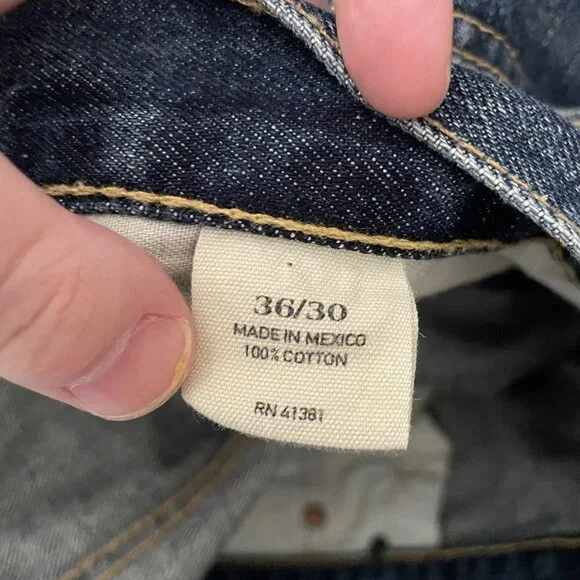 36/30
MADE IN MEXICO
100% COTTON
RN 41381